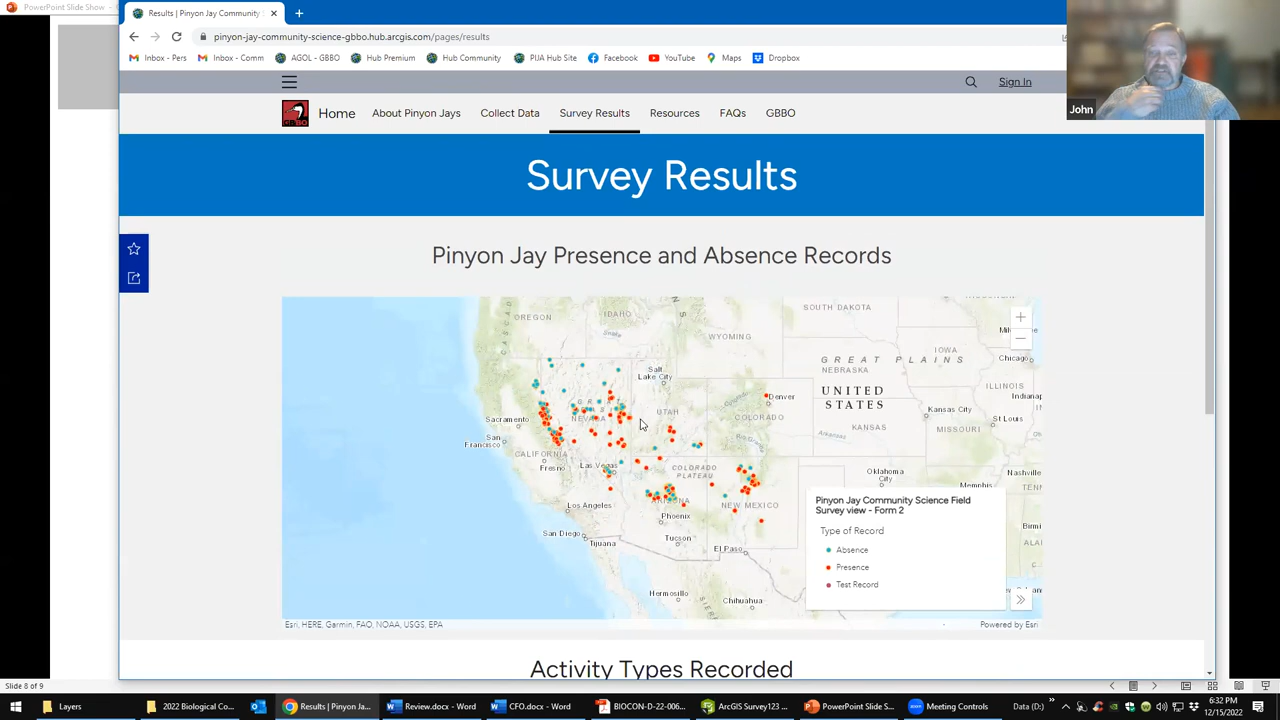 PowerPoint Slide Show
Results | Pinyon Jay Community
pinyon-jay-community-science-gbbo.hub.arcgis.com/pages/results
Inbox - Pers
Inbox - Comm
AGOL - GBBO
Hub Premium
Hub Community
PIJA Hub Site
Facebook
YouTube
Maps
Dropbox
John
Sign In
Home
About Pinyon Jays
Collect Data
Survey Results
Resources
FAQs
GBBO
Survey Results
Pinyon Jay Presence and Absence Records
OREGON
IDAHO
SOUTH DAKOTA
WYOMING
IOWA
Chicago
GREAT PLAINS
NEBRASKA
Salt
Lake City
ILLINOIS
Indianapolis
UNITED
STATES
Denver
Sacramento
NEVADA
UTAH
COLORADO
Kansas City
St Louis
San
Francisco
KANSAS
MISSOURI
Arkansas
CALIFORNIA
Fresno
Las Vegas
COLORADO
PLATEAU
Nashville
Oklahoma
City
Memphis
TENN
Los Angeles
ARIZONA
NEW MEXICO
Phoenix
San Diego
Tijuana
Tucson
El Paso
Hermosillo
Chihuahua
Pinyon Jay Community Science Field
Survey view - Form 2
Type of Record
Absence
Presence
Test Record
Esri, HERE, Garmin, FAO, NOAA, USGS, EPA
Powered by Esri
Activity Types Recorded
Slide 8 of 9
Layers
2022 Biological Co...
Results | Pinyon Ja...
Review.docx - Word
CFO.docx - Word
BIOCON-D-22-006...
ArcGIS Survey123 ...
PowerPoint Slide S...
Meeting Controls
Data (D:)
6:32 PM
12/15/2022